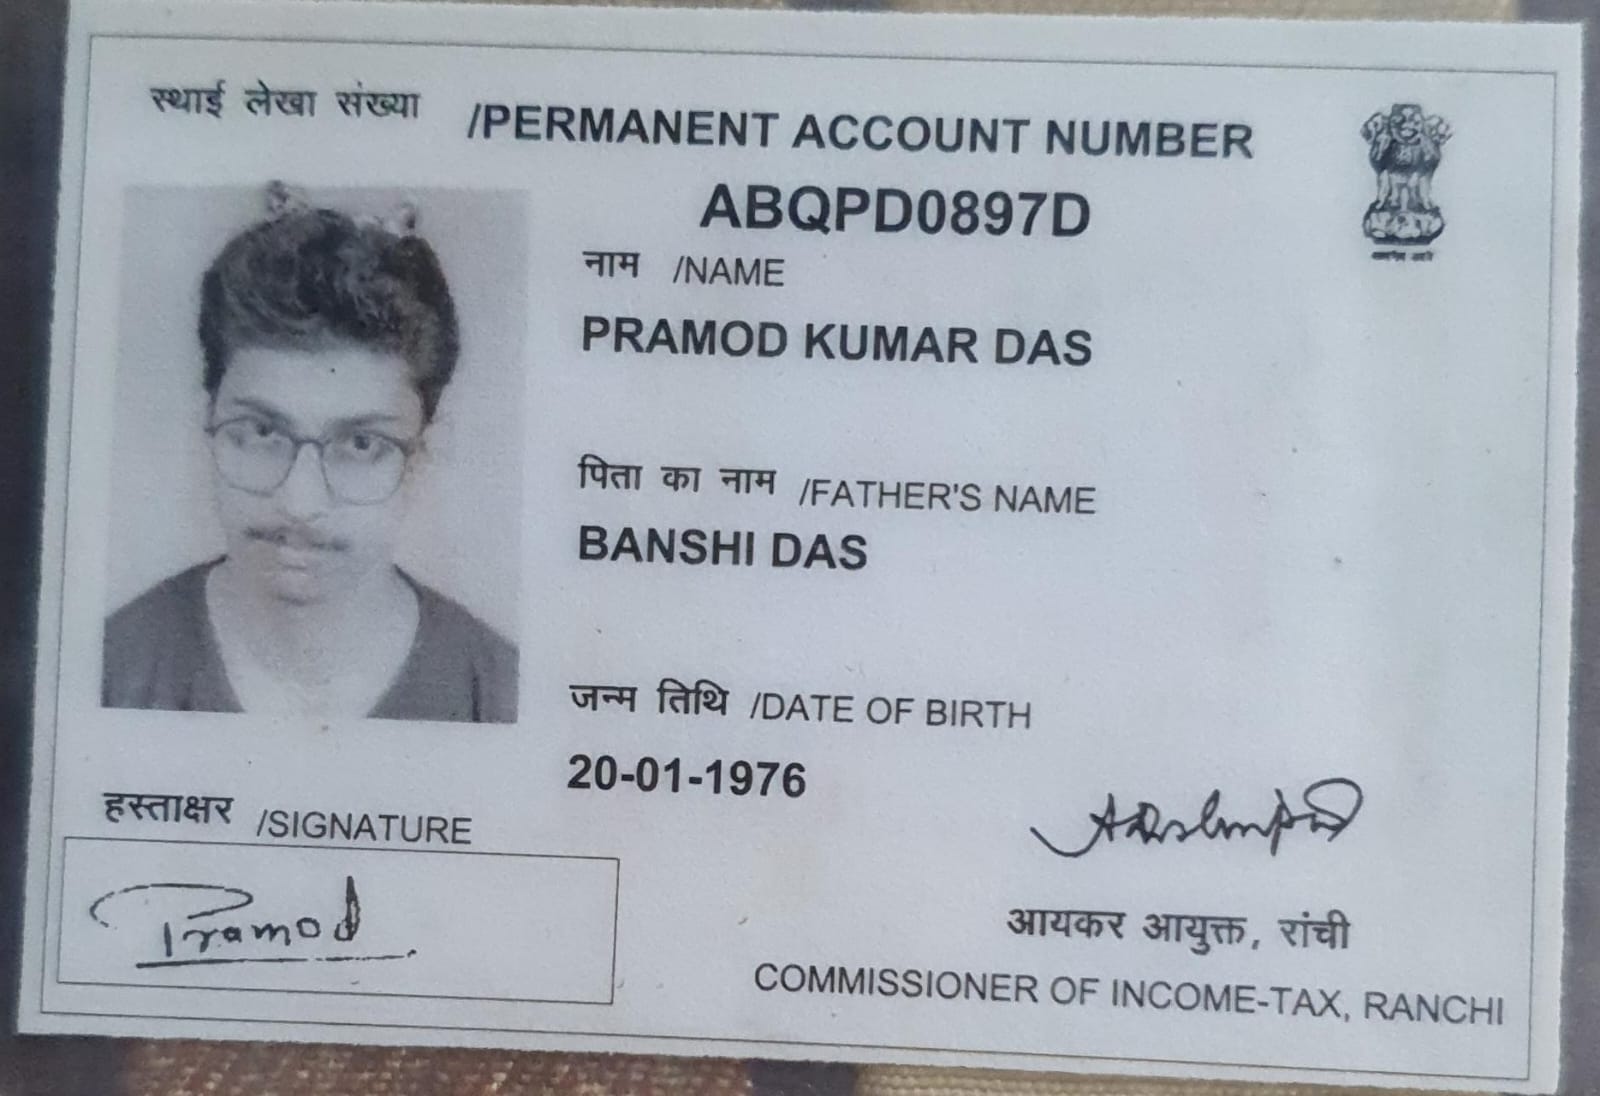 स्थाई लेखा संख्या /PERMANENT ACCOUNT NUMBER
ABQPD0897D
नाम /NAME
PRAMOD KUMAR DAS
पिता का नाम /FATHER'S NAME
BANSHI DAS
जन्म तिथि /DATE OF BIRTH
20-01-1976
हस्ताक्षर /SIGNATURE
Pramod
आयकर आयुक्त, रांची
COMMISSIONER OF INCOME-TAX, RANCHI